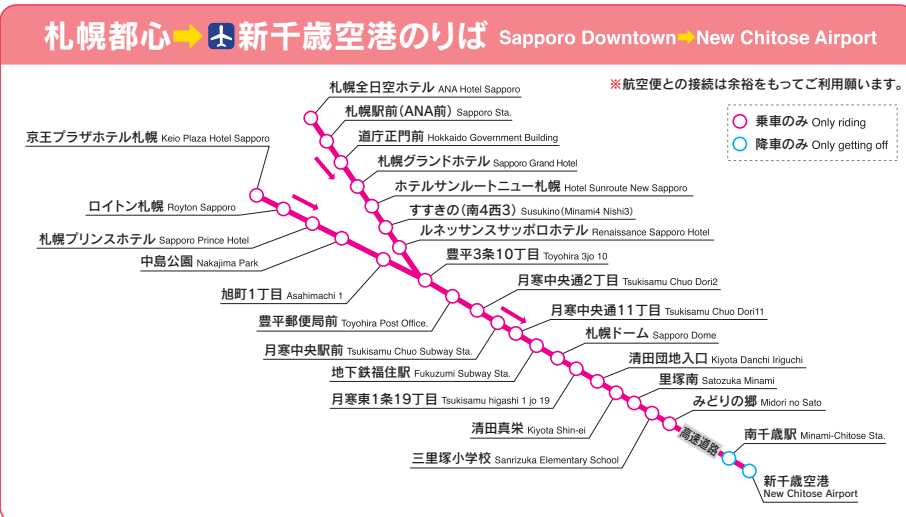 札幌都心➡新千歳空港のりば Sapporo Downtown➡New Chitose Airport
※航空便との接続は余裕をもってご利用願います。
乗車のみ Only riding
降車のみ Only getting off
札幌全日空ホテル ANA Hotel Sapporo
札幌駅前(ANA前) Sapporo Sta.
道庁正門前 Hokkaido Government Building
札幌グランドホテル Sapporo Grand Hotel
ホテルサンルートニュー札幌 Hotel Sunroute New Sapporo
すすきの(南4西3) Susukino(Minami4 Nishi3)
ルネッサンスサッポロホテル Renaissance Sapporo Hotel
京王プラザホテル札幌 Keio Plaza Hotel Sapporo
ロイトン札幌 Royton Sapporo
札幌プリンスホテル Sapporo Prince Hotel
中島公園 Nakajima Park
旭町1丁目 Asahimachi 1
豊平3条10丁目 Toyohira 3jo 10
豊平郵便局前 Toyohira Post Office.
月寒中央通2丁目 Tsukisamu Chuo Dori2
月寒中央駅前 Tsukisamu Chuo Subway Sta.
月寒中央通11丁目 Tsukisamu Chuo Dori11
地下鉄福住駅 Fukuzumi Subway Sta.
札幌ドーム Sapporo Dome
月寒東1条19丁目 Tsukisamu higashi 1 jo 19
清田団地入口 Kiyota Danchi Iriguchi
清田真栄 Kiyota Shin-ei
里塚南 Satozuka Minami
三里塚小学校 Sanrizuka Elementary School
みどりの郷 Midori no Sato
高速道路
南千歳駅 Minami-Chitose Sta.
新千歳空港
New Chitose Airport